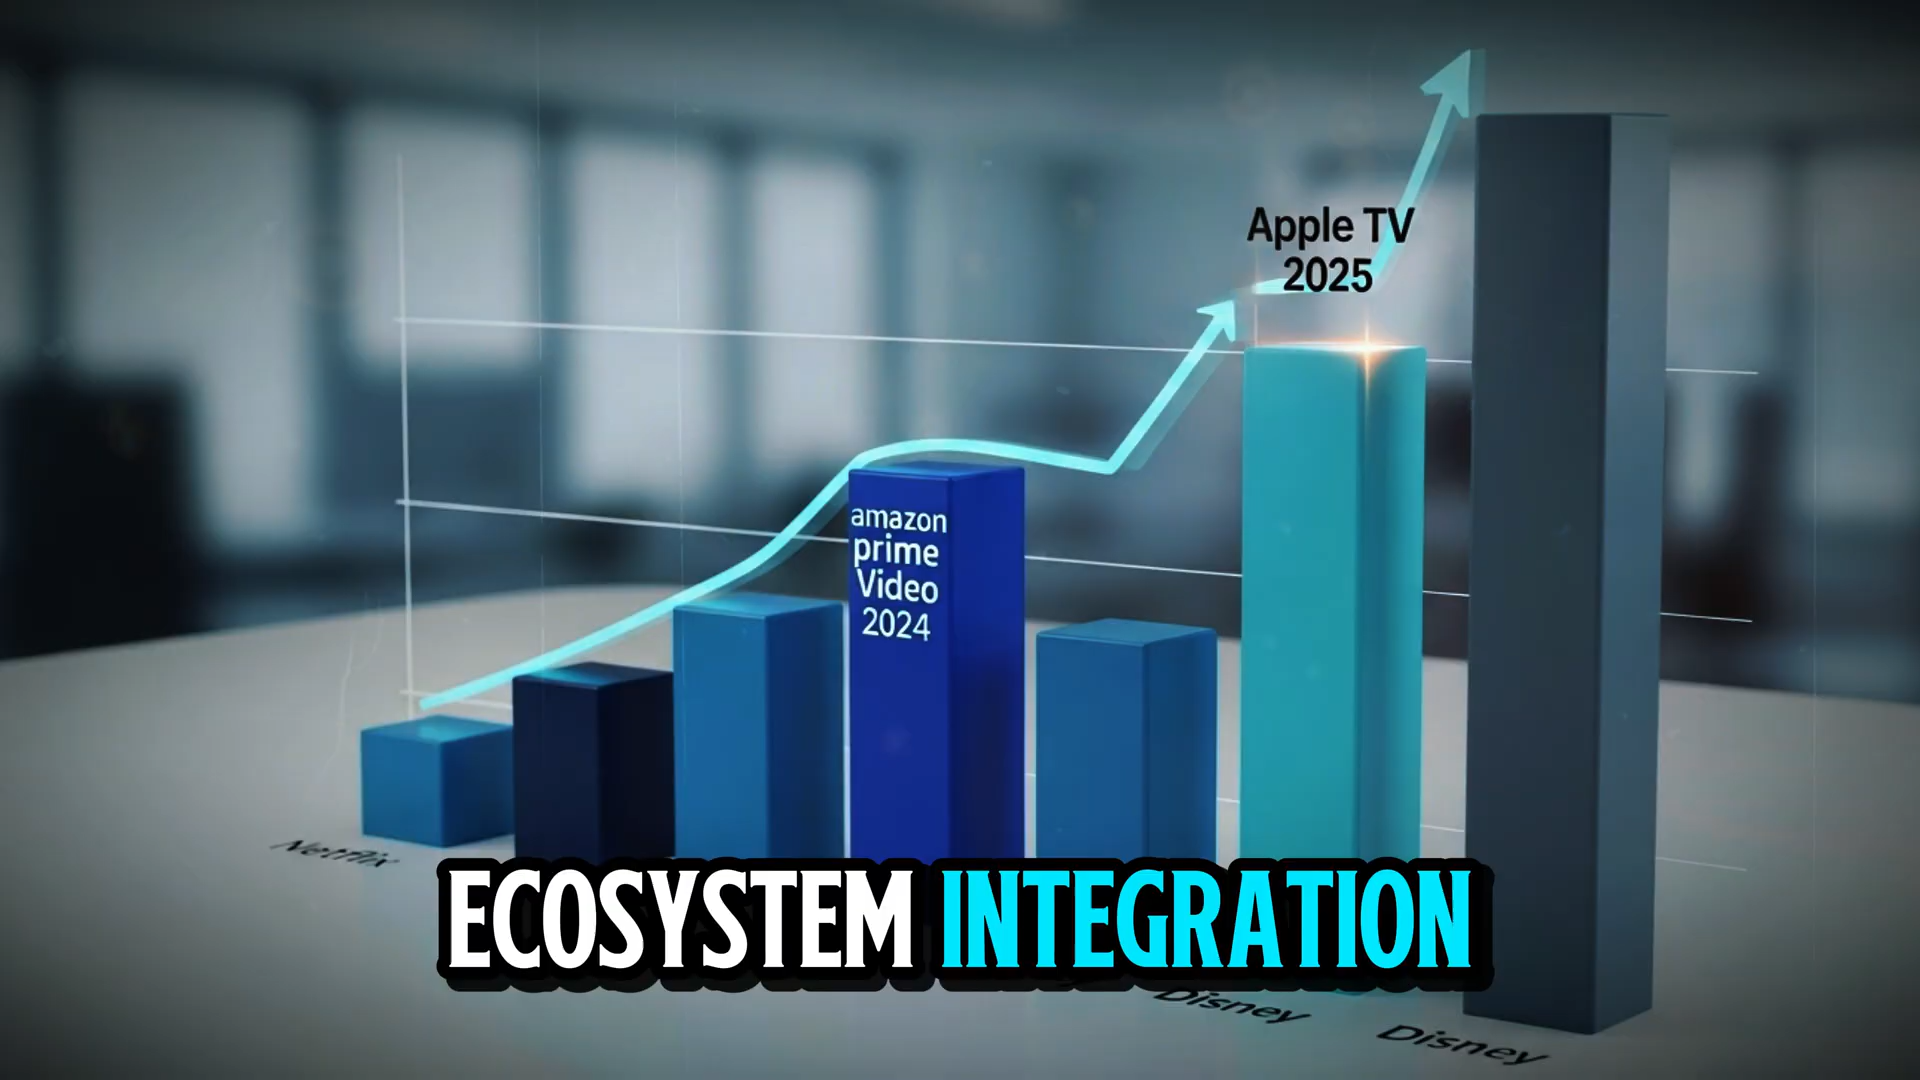 Apple TV
2025
amazon
prime
Video
2024
Netflix
ECOSYSTEM INTEGRATION
Disney
Disney